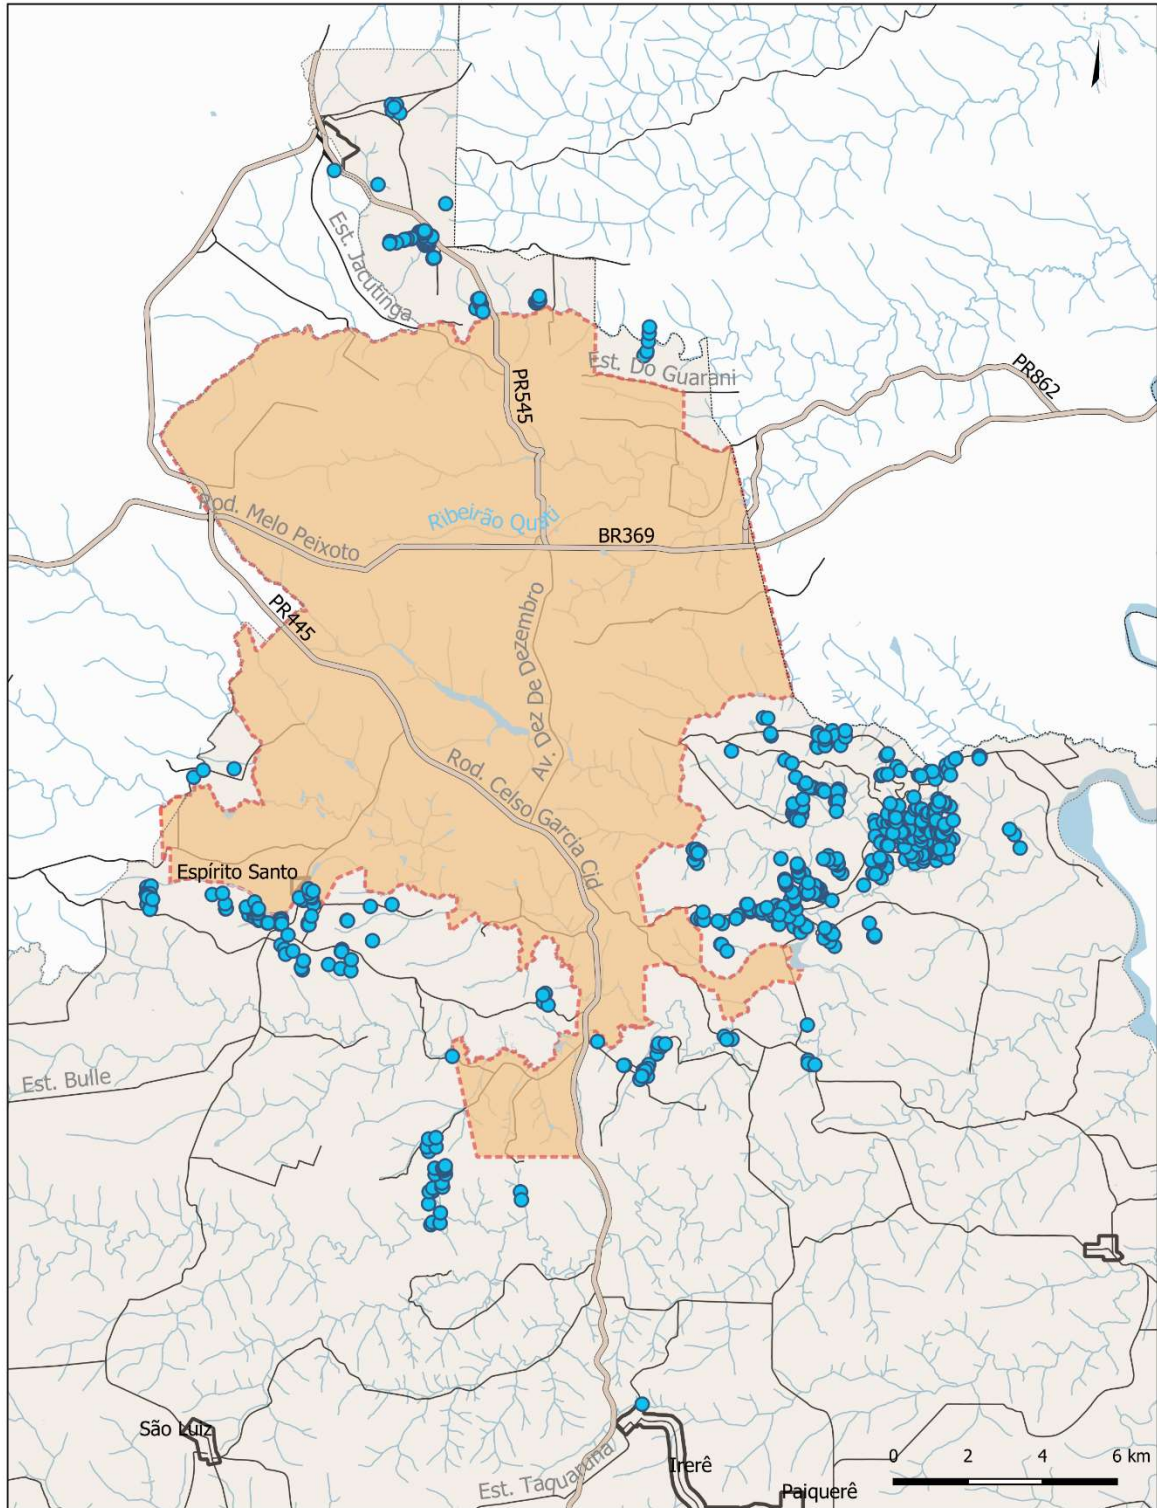 Est. Jacutinga
PR545
Est. Do Guarani
PR862
Rod. Melo Peixoto
Ribeirão Quati
BR369
PR445
Av. Dez De Dezembro
Rod. Celso Garcia Cid
Espírito Santo
Est. Bulle
São Luiz
Est. Taquaruna
Irerê
Paiquerê
0 2 4 6 km